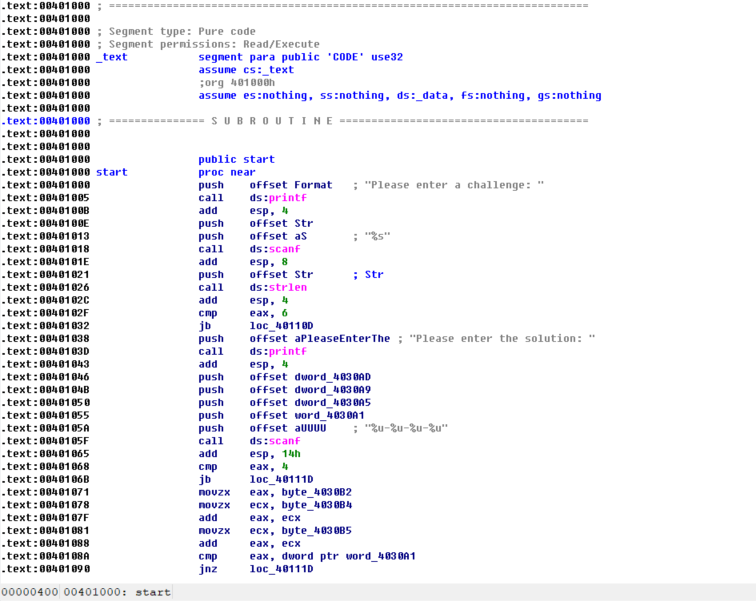 .text:00401000 ; ===========================================================================
.text:00401000
.text:00401000 ; Segment type: Pure code
.text:00401000 ; Segment permissions: Read/Execute
.text:00401000 _text segment para public 'CODE' use32
.text:00401000 assume cs:_text
.text:00401000 ;org 401000h
.text:00401000 assume es:nothing, ss:nothing, ds:_data, fs:nothing, gs:nothing
.text:00401000
.text:00401000 ; =============== S U B R O U T I N E =======================================
.text:00401000
.text:00401000
.text:00401000 public start
.text:00401000 start proc near
.text:00401000 push offset Format ; "Please enter a challenge: "
.text:00401005 call ds:printf
.text:0040100B add esp, 4
.text:0040100E push offset Str
.text:00401013 push offset aS ; "%s"
.text:00401018 call ds:scanf
.text:0040101E add esp, 8
.text:00401021 push offset Str ; Str
.text:00401026 call ds:strlen
.text:0040102C add esp, 4
.text:0040102F cmp eax, 6
.text:00401032 jb loc_40110D
.text:00401038 push offset aPleaseEnterThe ; "Please enter the solution: "
.text:0040103D call ds:printf
.text:00401043 add esp, 4
.text:00401046 push offset dword_4030AD
.text:0040104B push offset dword_4030A9
.text:00401050 push offset dword_4030A5
.text:00401055 push offset word_4030A1
.text:0040105A push offset aUUUU ; "%u-%u-%u-%u"
.text:0040105F call ds:scanf
.text:00401065 add esp, 14h
.text:00401068 cmp eax, 4
.text:0040106B jb loc_40111D
.text:00401071 movzx eax, byte_4030B2
.text:00401078 movzx ecx, byte_4030B4
.text:0040107F add eax, ecx
.text:00401081 movzx ecx, byte_4030B5
.text:00401088 add eax, ecx
.text:0040108A cmp eax, dword ptr word_4030A1
.text:00401090 jnz loc_40111D
00000400 00401000: start